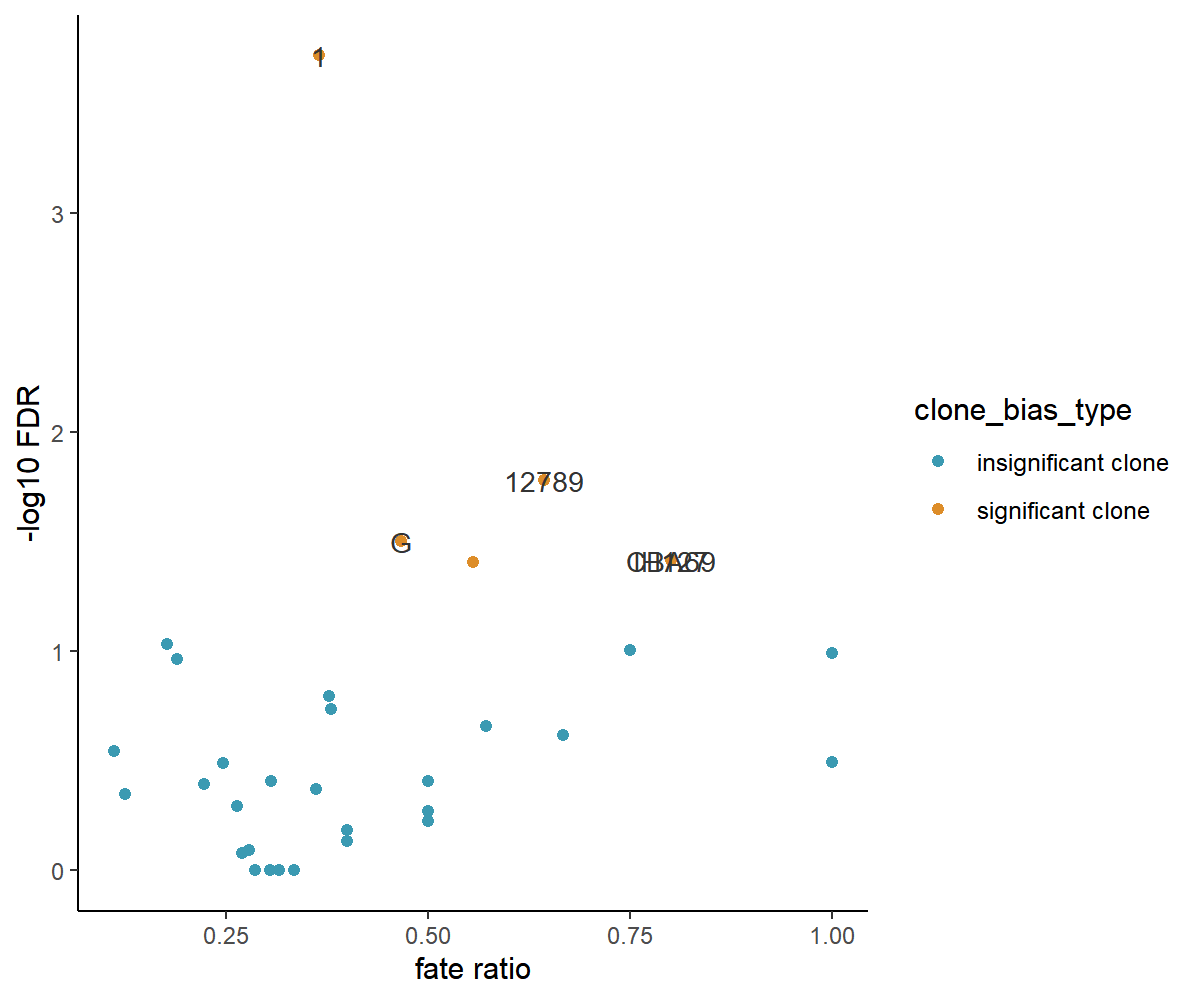 1
3
-log10 FDR
2
1
0
12789
G
0.25
0.50
0.75
1.00
fate ratio
clone_bias_type
insignificant clone
significant clone